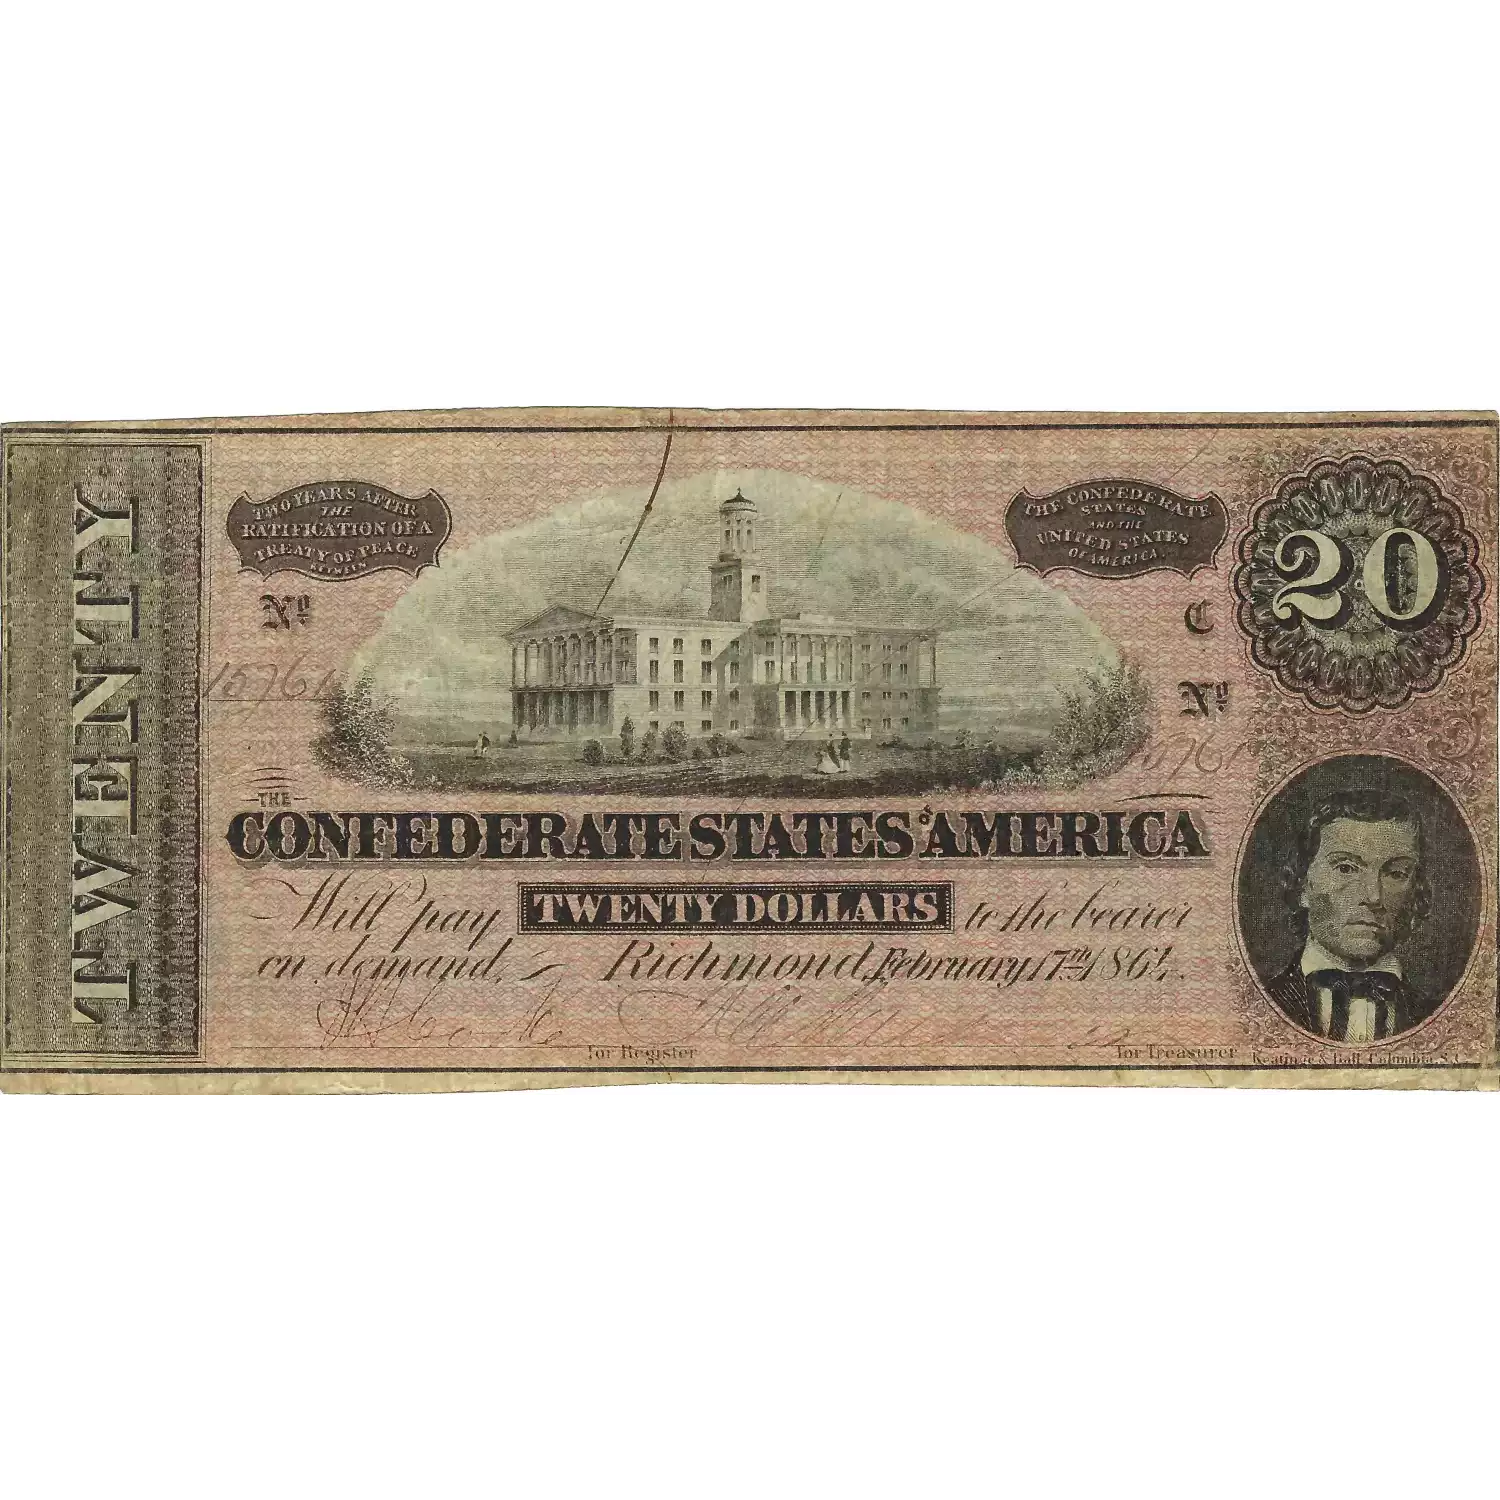 TWENTY
TWO YEARS AFTER
THE
RATIFICATION OF A
TREATY OF PEACE
BETWEEN
THE CONFEDERATE
STATES
AND THE
UNITED STATES
OF AMERICA.
20
Nº
C
1576
Nº
THE
CONFEDERATE STATES OF AMERICA
Will pay TWENTY DOLLARS to the bearer
on demand. Richmond, February 17th, 1864.
For Register
For Treasurer
Keatinge & Ball, Columbia, S.C.